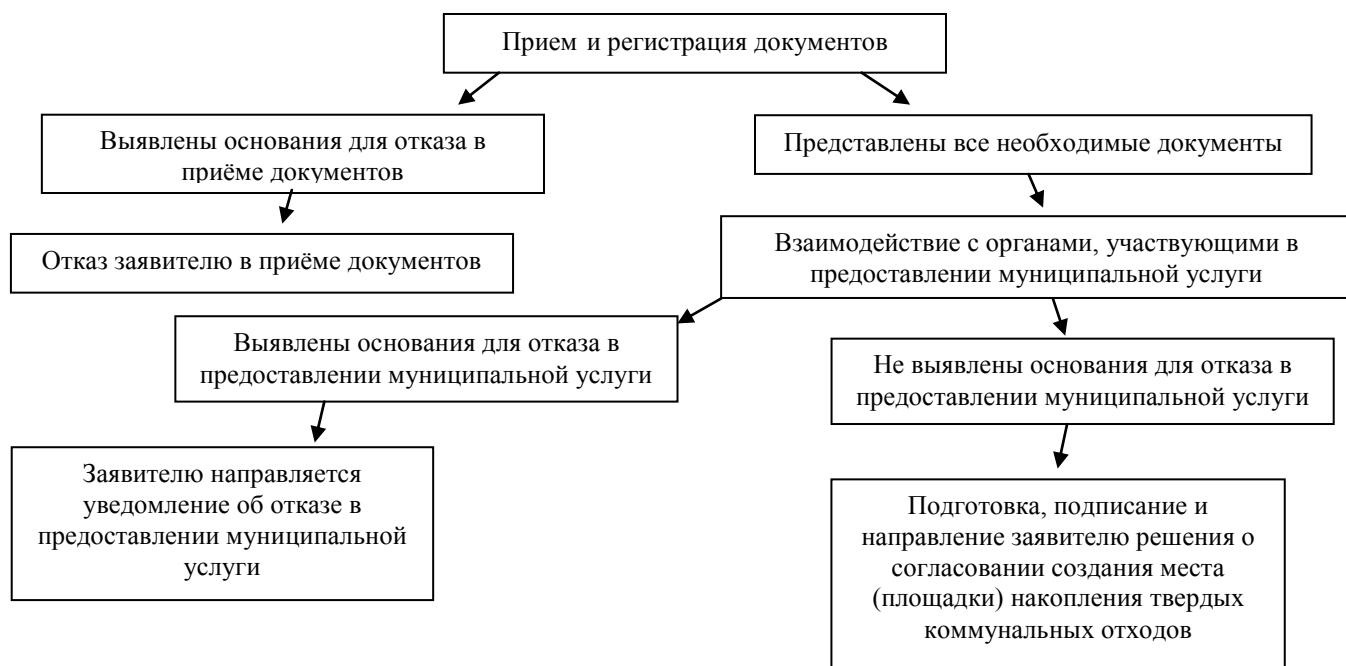 Прием и регистрация документов
Выявлены основания для отказа в
приёме документов
Представлены все необходимые документы
Отказ заявителю в приёме документов
Взаимодействие с органами, участвующими в
предоставлении муниципальной услуги
Выявлены основания для отказа в
предоставлении муниципальной услуги
Не выявлены основания для отказа в
предоставлении муниципальной услуги
Заявителю направляется
уведомление об отказе в
предоставлении муниципальной
услуги
Подготовка, подписание и
направление заявителю решения о
согласовании создания места
(площадки) накопления твердых
коммунальных отходов